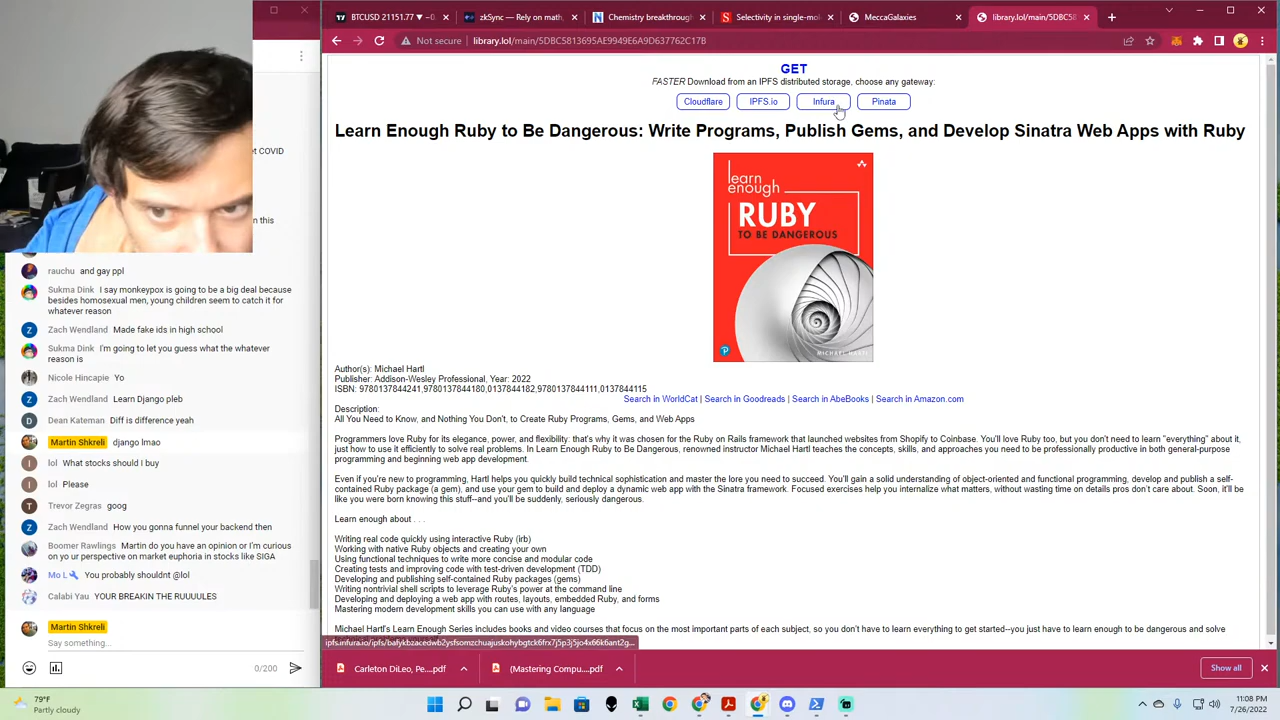 BTCUSD 21151.77 ▼ −0.
zkSync — Rely on math,
Chemistry breakthrough
Selectivity in single-mol
MeccaGalaxies
library.lol/main/5DBC58
Not secure
library.lol/main/5DBC5813695AE9949E6A9D637762C17B
GET
FASTER Download from an IPFS distributed storage, choose any gateway:
Cloudflare
IPFS.io
Infura
Pinata
Learn Enough Ruby to Be Dangerous: Write Programs, Publish Gems, and Develop Sinatra Web Apps with Ruby
learn
enough
RUBY
TO BE DANGEROUS
MICHAEL HARTL
Author(s): Michael Hartl
Publisher: Addison-Wesley Professional, Year: 2022
ISBN: 9780137844241,9780137844180,0137844182,9780137844111,0137844115
Search in WorldCat | Search in Goodreads | Search in AbeBooks | Search in Amazon.com
Description:
All You Need to Know, and Nothing You Don't, to Create Ruby Programs, Gems, and Web Apps
Programmers love Ruby for its elegance, power, and flexibility: that's why it was chosen for the Ruby on Rails framework that launched websites from Shopify to Coinbase. You'll love Ruby too, but you don't need to learn "everything" about it,
just how to use it efficiently to solve real problems. In Learn Enough Ruby to Be Dangerous, renowned instructor Michael Hartl teaches the concepts, skills, and approaches you need to be professionally productive in both general-purpose
programming and beginning web app development.
Even if you're new to programming, Hartl helps you quickly build technical sophistication and master the lore you need to succeed. You'll gain a solid understanding of object-oriented and functional programming, develop and publish a self-
contained Ruby package (a gem), and use your gem to build and deploy a dynamic web app with the Sinatra framework. Focused exercises help you internalize what matters, without wasting time on details pros don't care about. Soon, it'll be
like you were born knowing this stuff--and you'll be suddenly, seriously dangerous.
Learn enough about . . .
Writing real code quickly using interactive Ruby (irb)
Working with native Ruby objects and creating your own
Using functional techniques to write more concise and modular code
Creating tests and improving code with test-driven development (TDD)
Developing and publishing self-contained Ruby packages (gems)
Writing nontrivial shell scripts to leverage Ruby's power at the command line
Developing and deploying a web app with routes, layouts, embedded Ruby, and forms
Mastering modern development skills you can use with any language
Michael Hartl's Learn Enough Series includes books and video courses that focus on the most important parts of each subject, so you don't have to learn everything to get started--you just have to learn enough to be dangerous and solve
et COVID
n this
rauchu and gay ppl
Sukma Dink I say monkeypox is going to be a big deal because
besides homosexual men, young children seem to catch it for
whatever reason
Zach Wendland Made fake ids in high school
Sukma Dink I'm going to let you guess what the whatever
reason is
Nicole Hincapie Yo
Zach Wendland Learn Django pleb
Dean Kateman Diff is difference yeah
Martin Shkreli django lmao
lol What stocks should I buy
lol Please
Trevor Zegras goog
Zach Wendland How you gonna funnel your backend then
Boomer Rawlings Martin do you have an opinion or I'm curious
on yo ur perspective on market euphoria in stocks like SIGA
Mo L You probably shouldnt @lol
Calabi Yau YOUR BREAKIN THE RUUUULES
Martin Shkreli
Say something...
0/200
Carleton DiLeo, Pe....pdf
(Mastering Compu....pdf
Show all
79°F
Partly cloudy
11:08 PM
7/26/2022